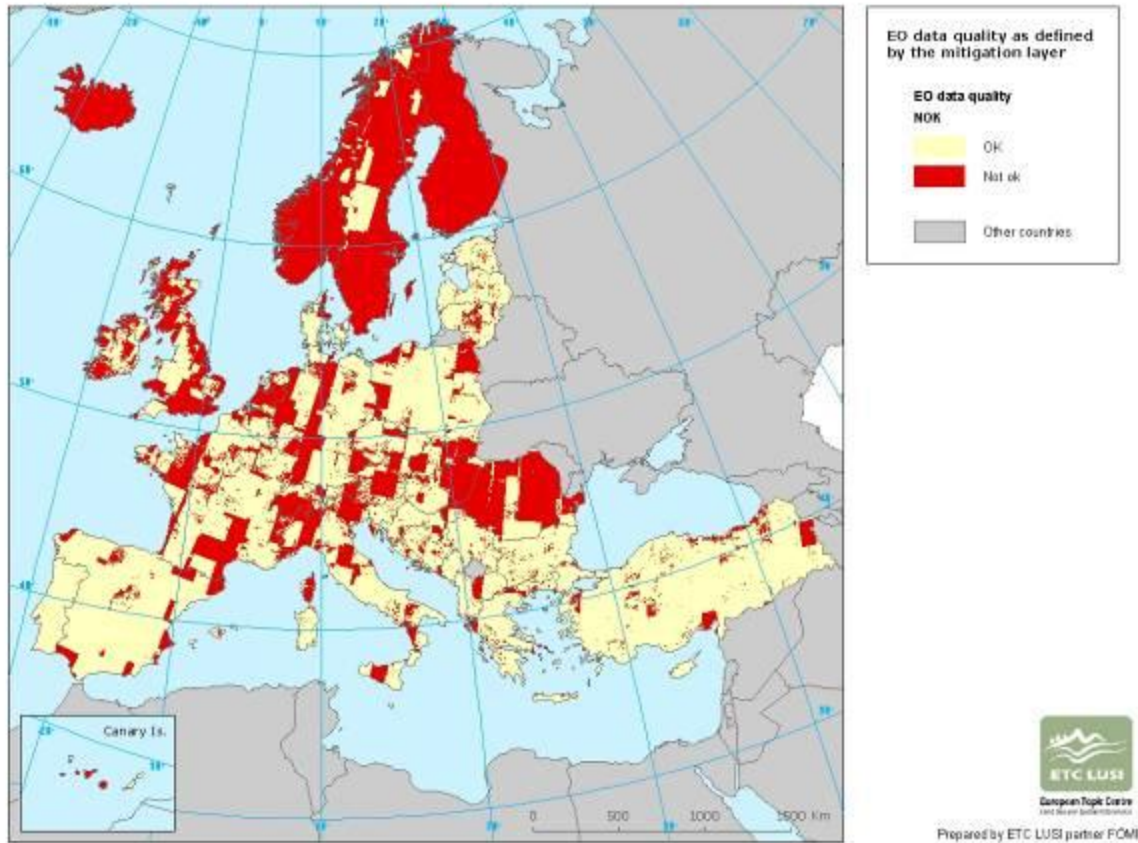 EO data quality as defined
by the mitigation layer
EO data quality
NOK
OK
Not ok
Other countries
Canary Is.
0 500 1000 1500 Km
ETC LUSI
European Topic Centre
Prepared by ETC LUSI partner FÖMI